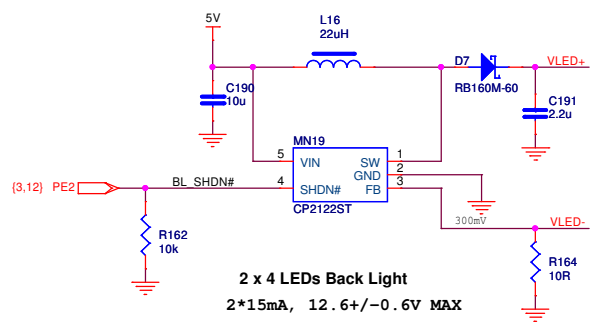 5V
L16
22uH
D7
VLED+
RB160M-60
C190
10u
C191
2.2u
MN19
5 VIN SW 1
GND 2
4 SHDN# FB 3
CP2122ST
{3,12} PE2 BL_SHDN#
300mV
VLED-
R162
10k
R164
10R
2 x 4 LEDs Back Light
2*15mA, 12.6+/-0.6V MAX